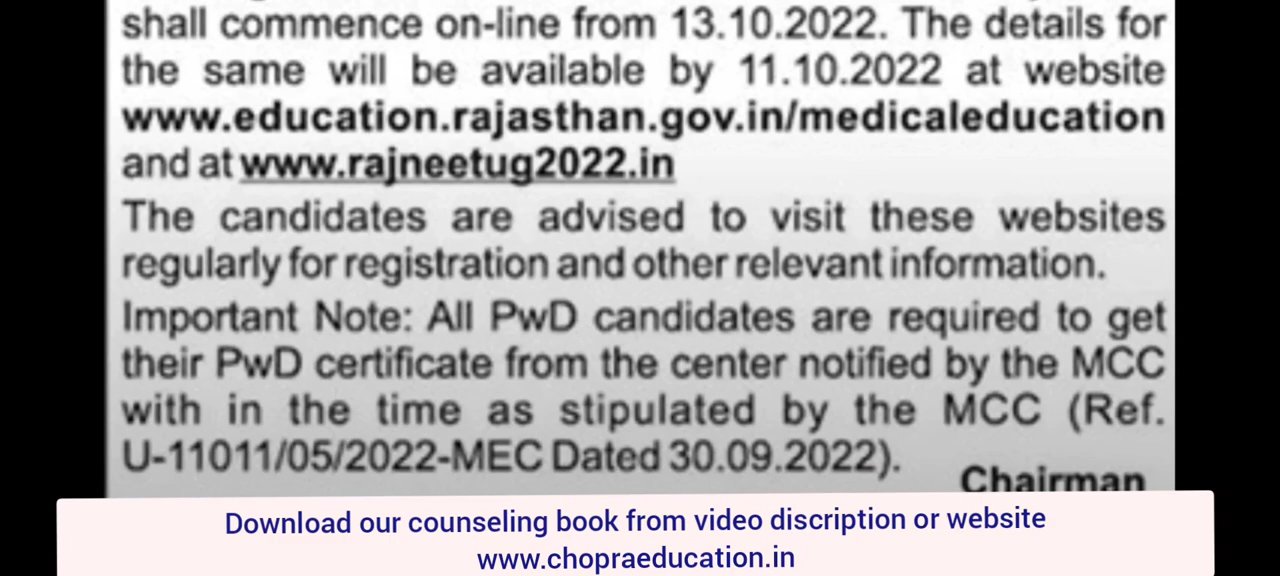 shall commence on-line from 13.10.2022. The details for
the same will be available by 11.10.2022 at website
www.education.rajasthan.gov.in/medicaleducation
and at www.rajneetug2022.in
The candidates are advised to visit these websites
regularly for registration and other relevant information.
Important Note: All PwD candidates are required to get
their PwD certificate from the center notified by the MCC
with in the time as stipulated by the MCC (Ref.
U-11011/05/2022-MEC Dated 30.09.2022).
Chairman
Download our counseling book from video discription or website
www.chopraeducation.in